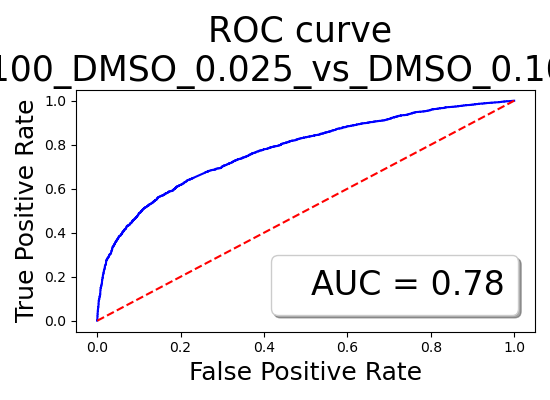 ROC curve
100_DMSO_0.025_vs_DMSO_0.10
True Positive Rate
1.0
0.8
0.6
0.4
0.2
0.0
AUC = 0.78
0.0 0.2 0.4 0.6 0.8 1.0
False Positive Rate